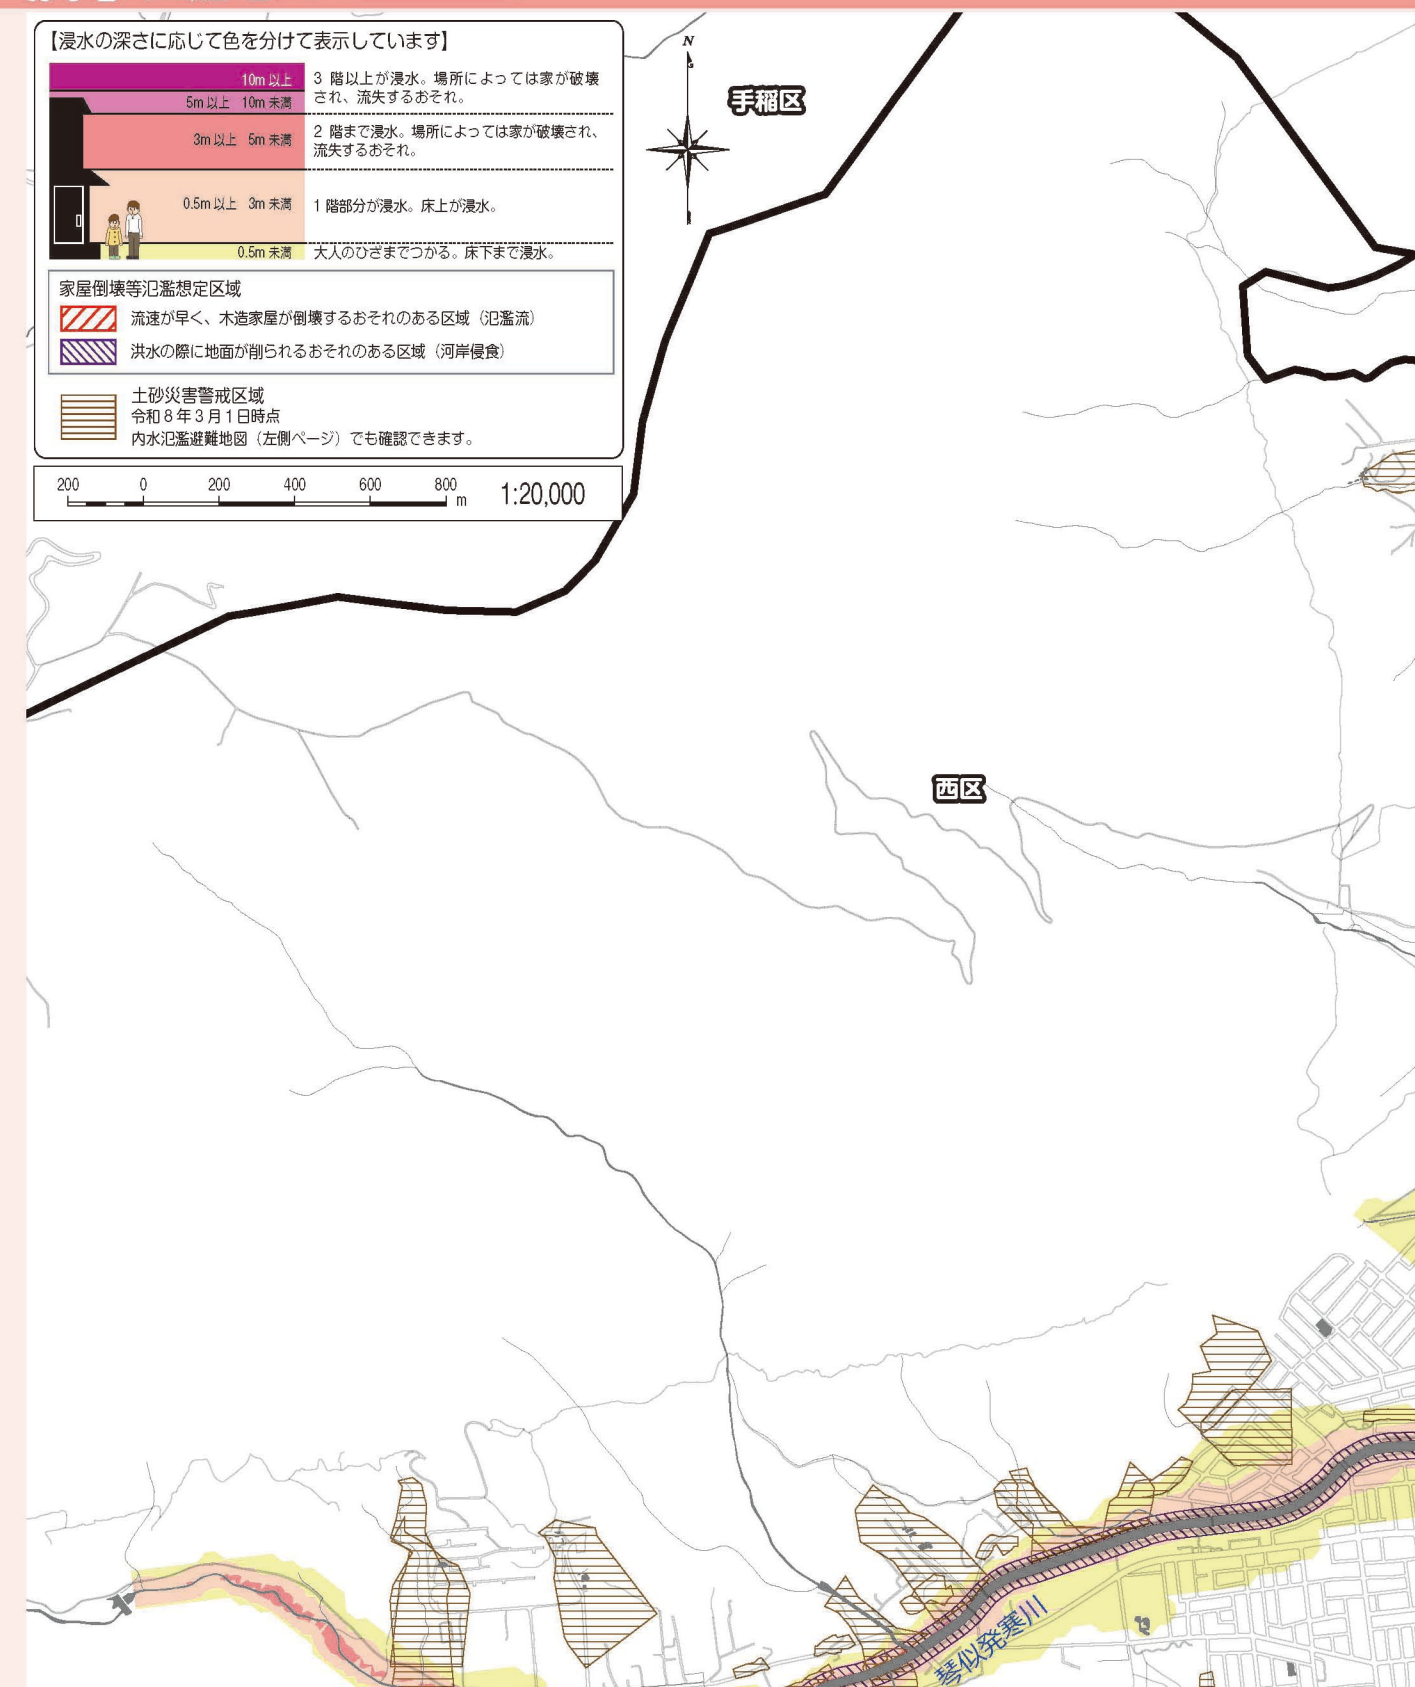 【浸水の深さに応じて色を分けて表示しています】
10m 以上
3 階以上が浸水。場所によっては家が破壊
され、流失するおそれ。
5m 以上 10m 未満
3m 以上 5m 未満
2 階まで浸水。場所によっては家が破壊され、
流失するおそれ。
0.5m 以上 3m 未満
1 階部分が浸水。床上が浸水。
0.5m 未満
大人のひざまでつかる。床下まで浸水。
家屋倒壊等氾濫想定区域
流速が早く、木造家屋が倒壊するおそれのある区域（氾濫流）
洪水の際に地面が削られるおそれのある区域（河岸侵食）
土砂災害警戒区域
令和８年３月１日時点
内水氾濫避難地図（左側ページ）でも確認できます。
200 0 200 400 600 800 m 1:20,000
N
手稲区
西区
琴似発寒川